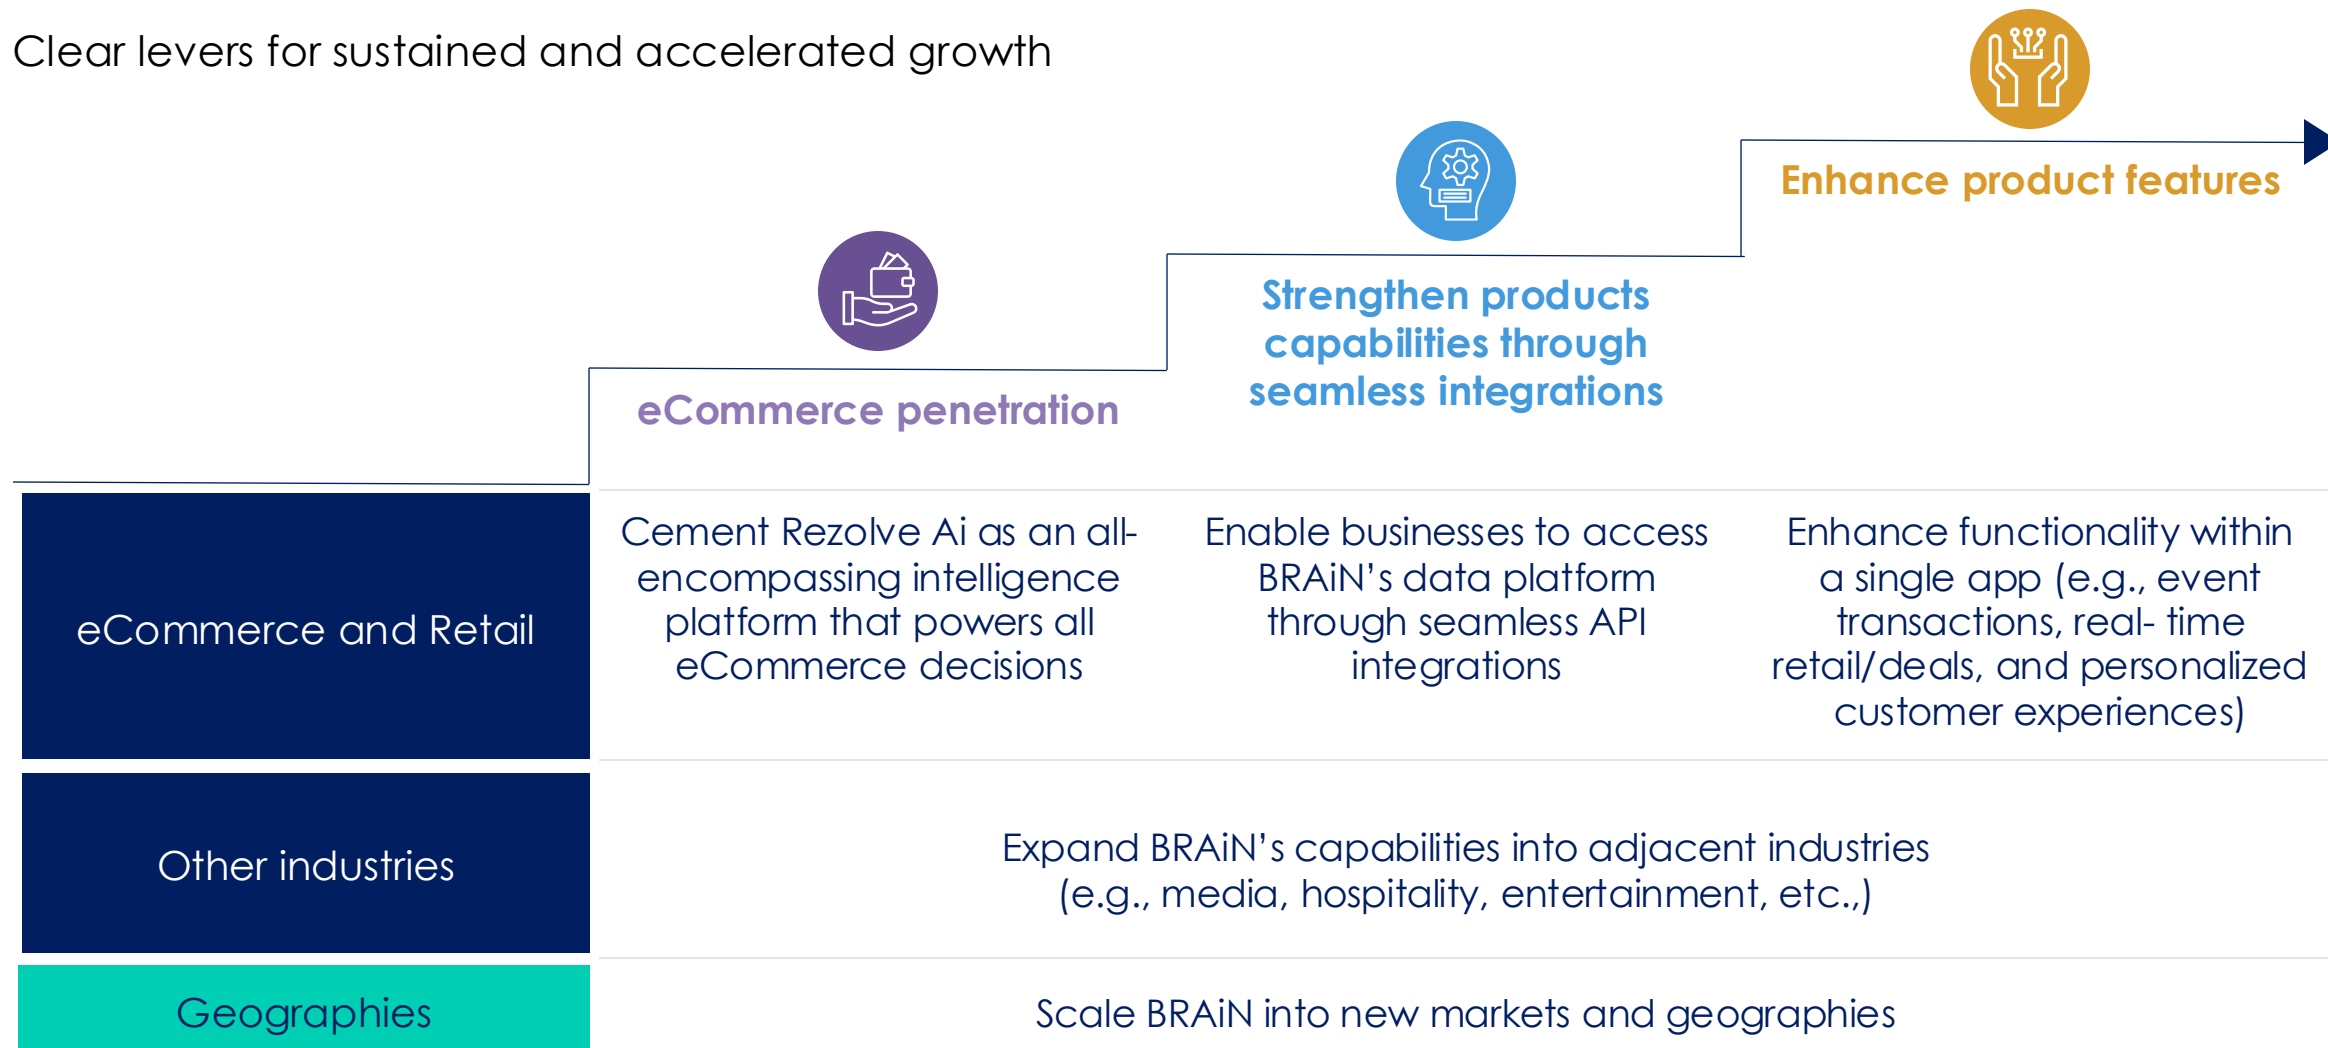 Clear levers for sustained and accelerated growth
Enhance product features
Strengthen products
capabilities through
seamless integrations
eCommerce penetration
eCommerce and Retail
Cement Rezolve Ai as an all-
encompassing intelligence
platform that powers all
eCommerce decisions
Enable businesses to access
BRAiN’s data platform
through seamless API
integrations
Enhance functionality within
a single app (e.g., event
transactions, real- time
retail/deals, and personalized
customer experiences)
Other industries
Expand BRAiN’s capabilities into adjacent industries
(e.g., media, hospitality, entertainment, etc.,)
Geographies
Scale BRAiN into new markets and geographies